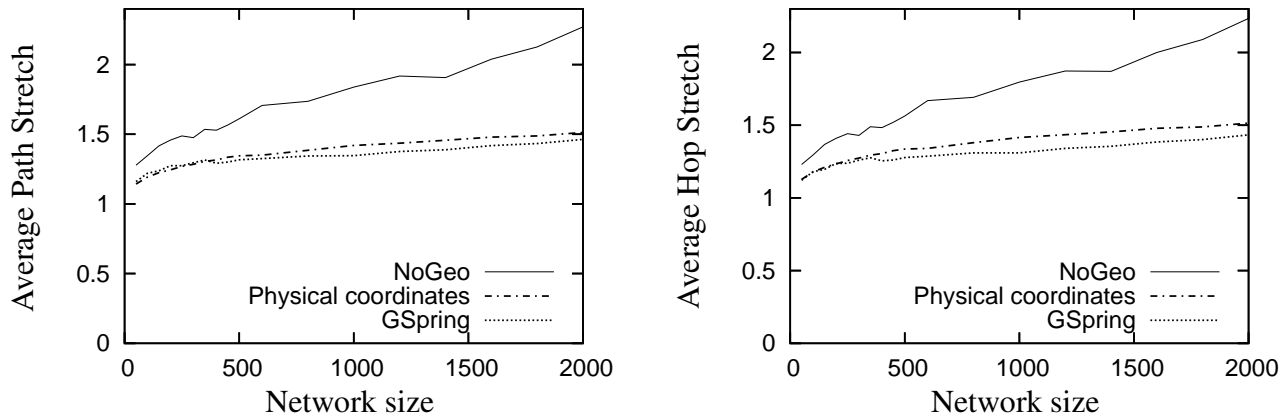 Average Path Stretch
2
1.5
1
0.5
0
NoGeo
Physical coordinates
GSpring
0 500 1000 1500 2000
Network size
Average Hop Stretch
2
1.5
1
0.5
0
NoGeo
Physical coordinates
GSpring
0 500 1000 1500 2000
Network size